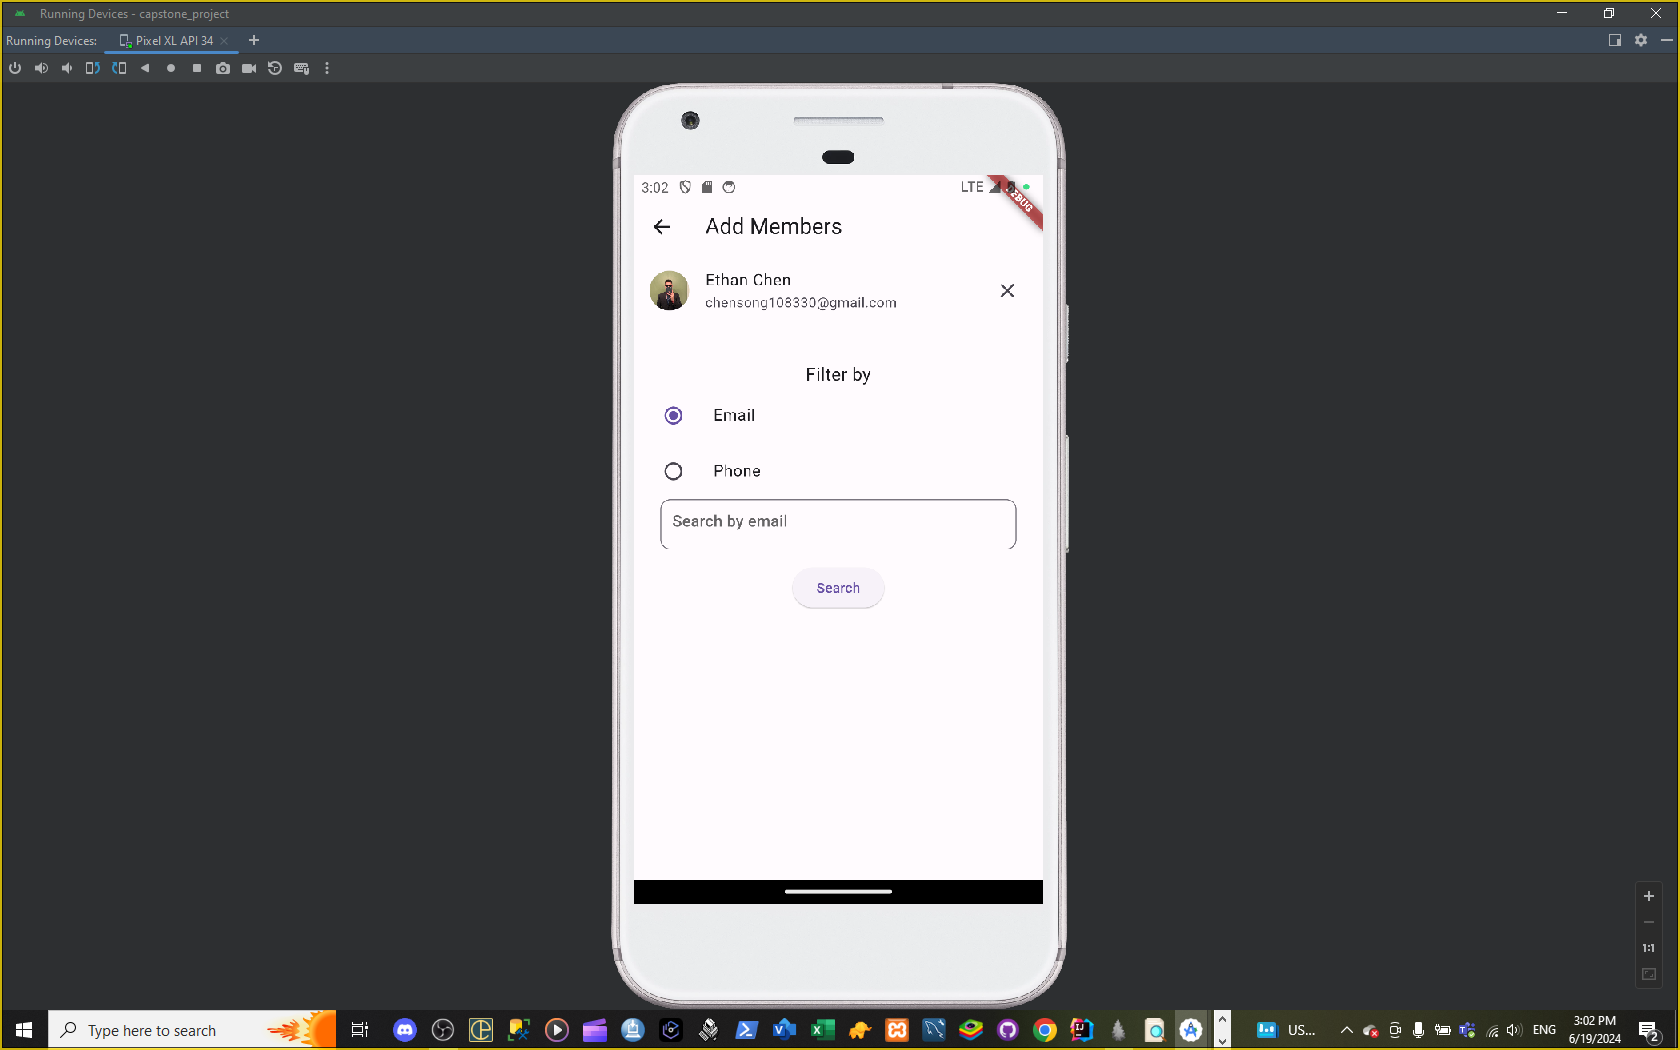 Running Devices - capstone_project
Running Devices:
Pixel XL API 34
3:02
LTE
DEBUG
Add Members
Ethan Chen
chensong108330@gmail.com
Filter by
Email
Phone
Search by email
Search
1:1
Type here to search
US...
ENG
3:02 PM
6/19/2024
2